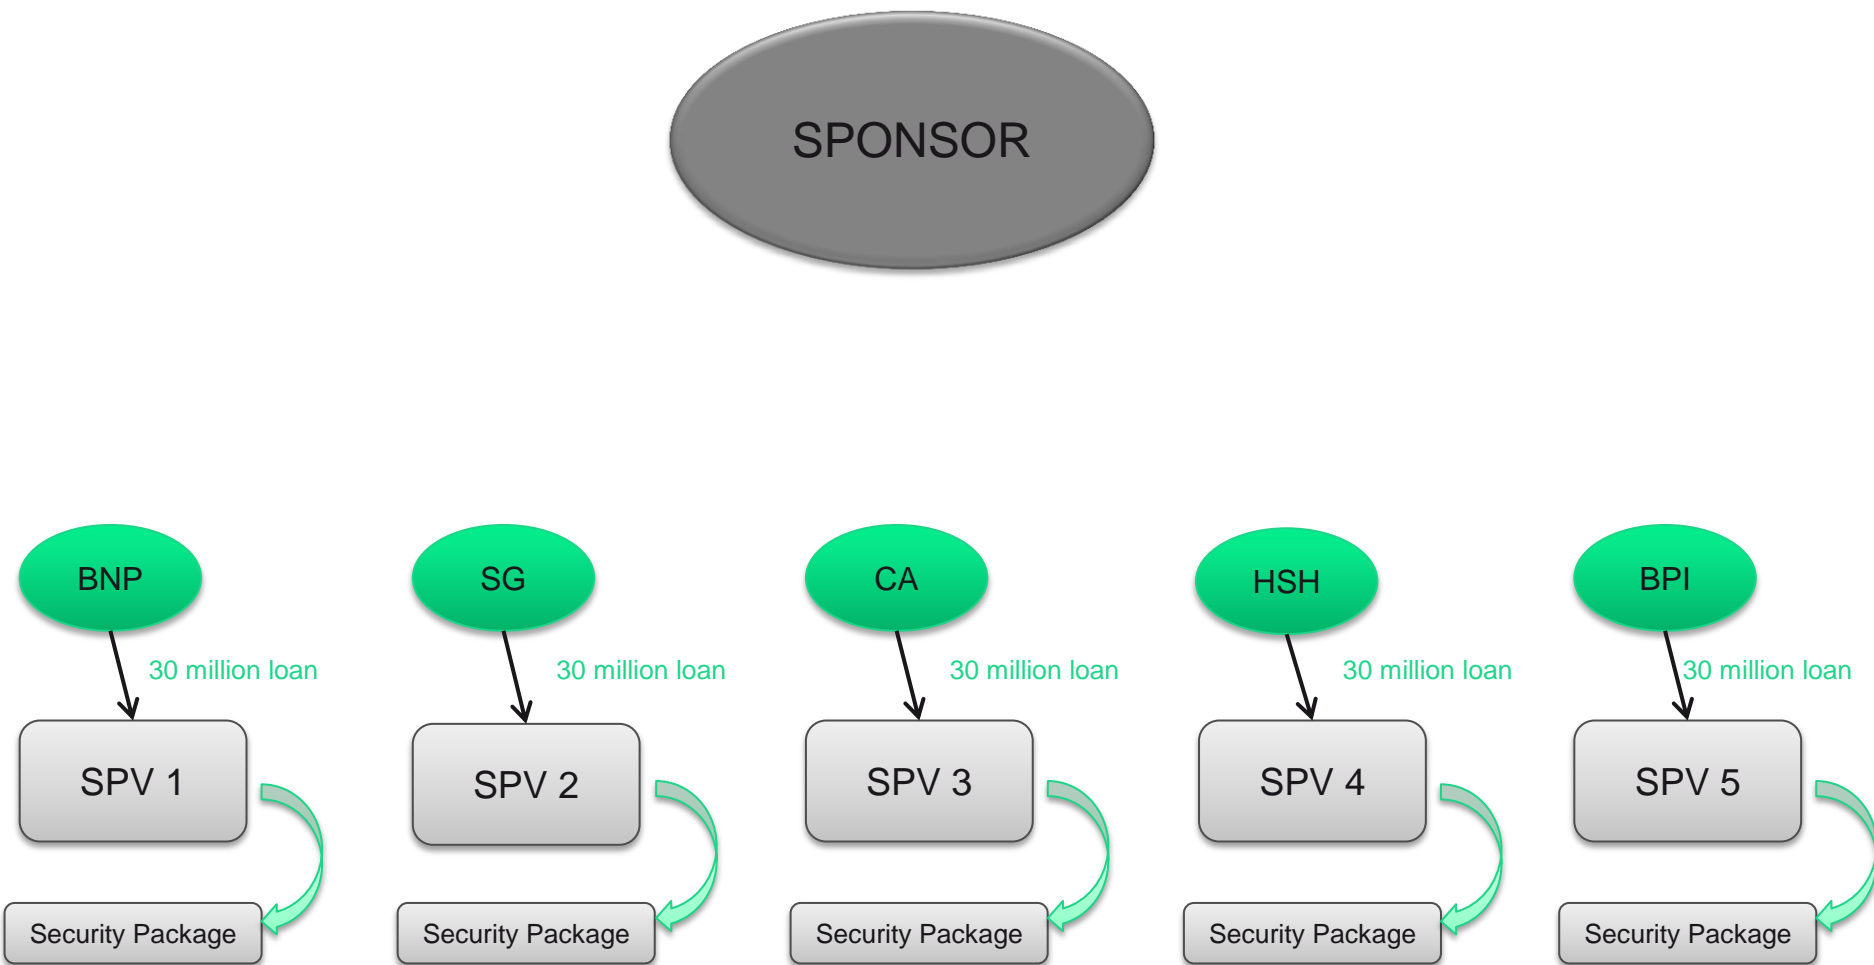 SPONSOR
BNP
SG
CA
HSH
BPI
30 million loan
30 million loan
30 million loan
30 million loan
30 million loan
SPV 1
SPV 2
SPV 3
SPV 4
SPV 5
Security Package
Security Package
Security Package
Security Package
Security Package